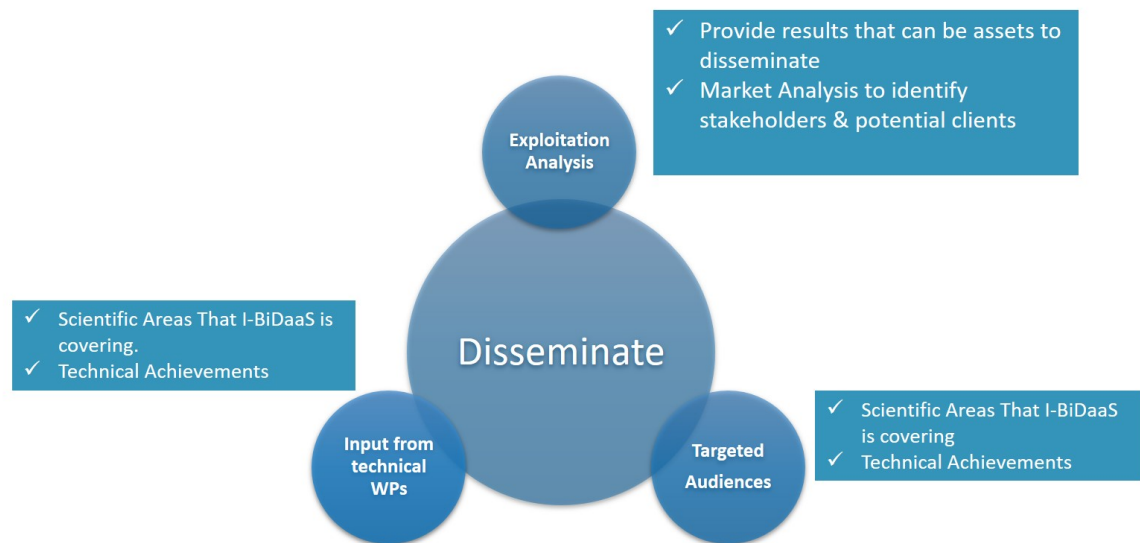 ✓ Provide results that can be assets to
disseminate
✓ Market Analysis to identify
stakeholders & potential clients
Exploitation
Analysis
✓ Scientific Areas That I-BiDaaS is
covering.
✓ Technical Achievements
Disseminate
Input from
technical
WPs
Targeted
Audiences
✓ Scientific Areas That I-BiDaaS
is covering
✓ Technical Achievements